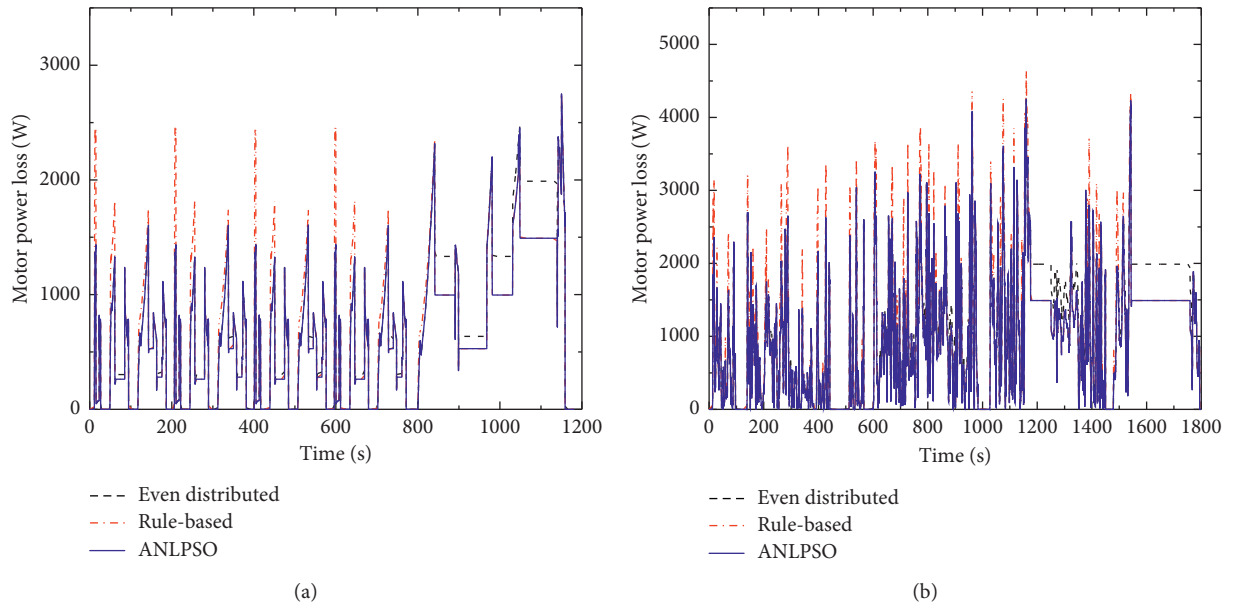 3000
2000
1000
0
Motor power loss (W)
0 200 400 600 800 1000 1200
Time (s)
Even distributed
Rule-based
ANLPSO
(a)
5000
4000
3000
2000
1000
0
Motor power loss (W)
0 200 400 600 800 1000 1200 1400 1600 1800
Time (s)
Even distributed
Rule-based
ANLPSO
(b)